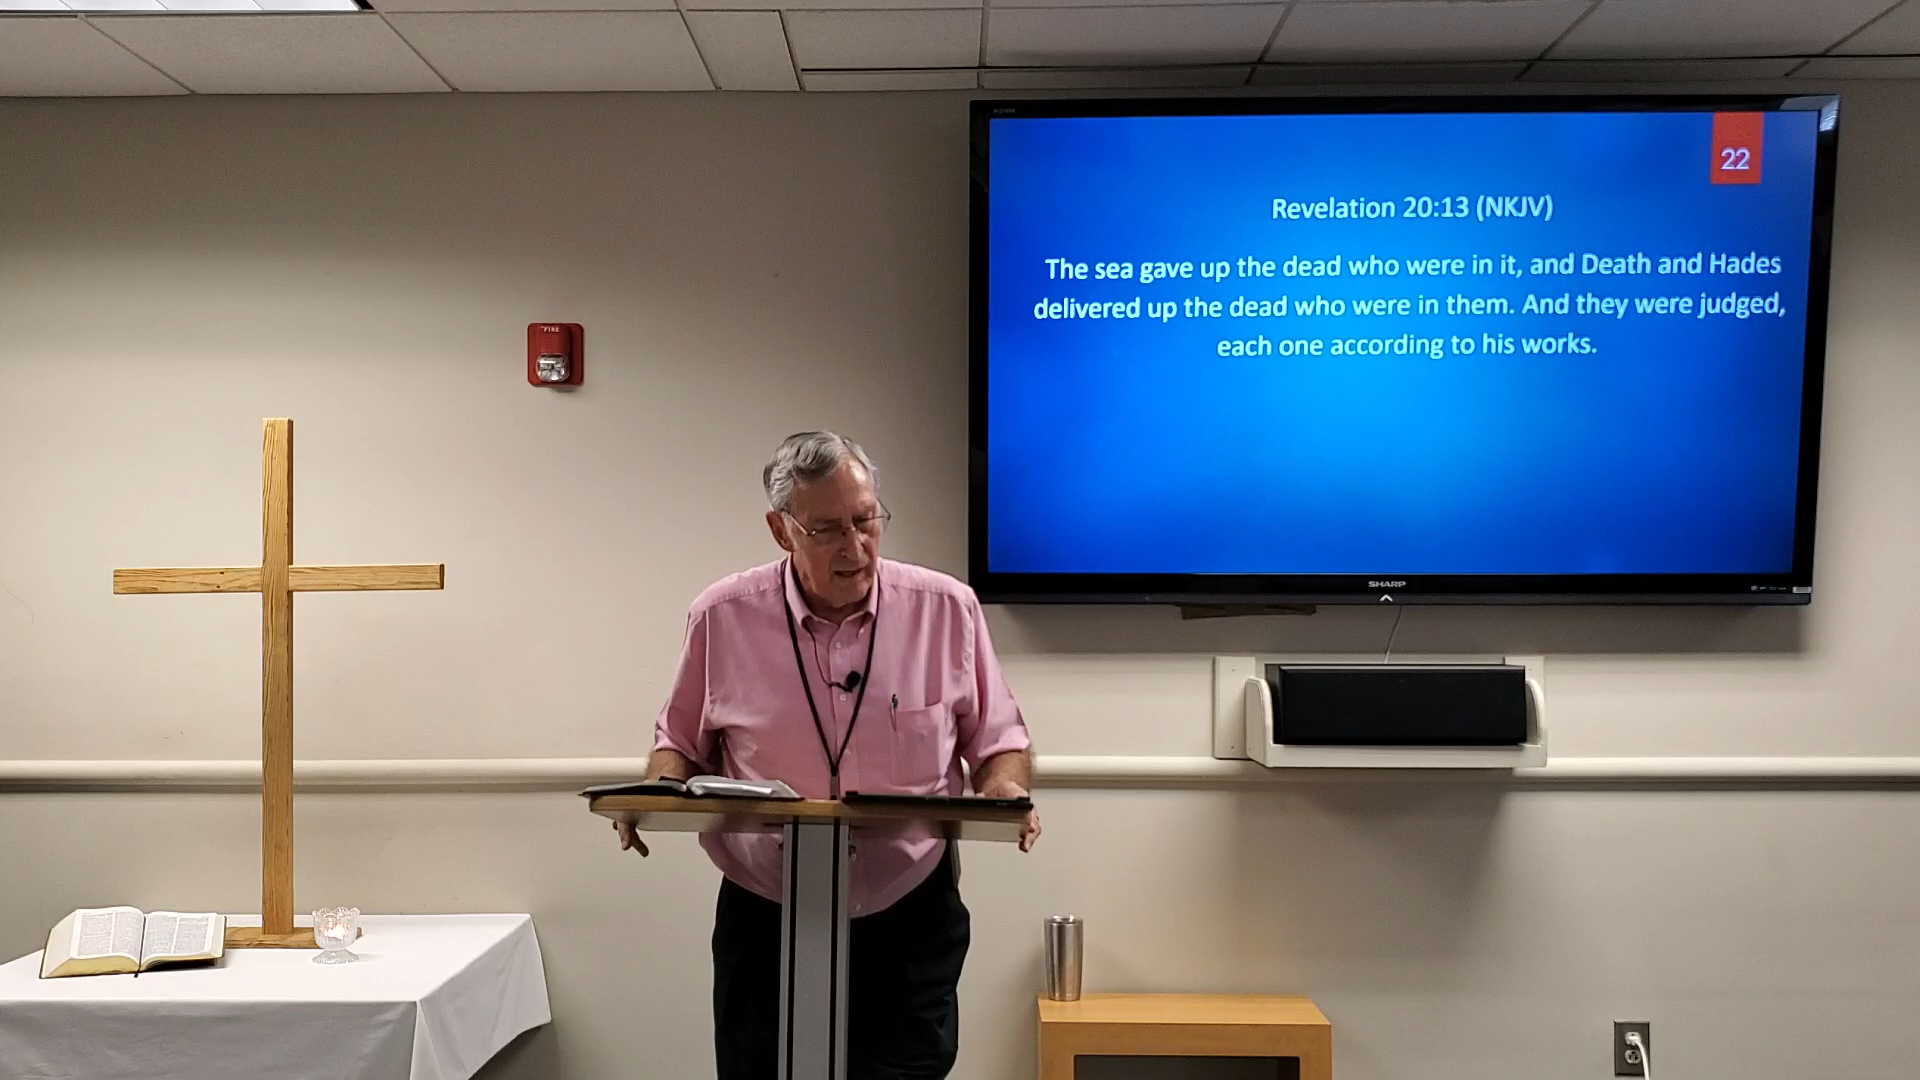 22
Revelation 20:13 (NKJV)
The sea gave up the dead who were in it, and Death and Hades
delivered up the dead who were in them. And they were judged,
each one according to his works.
FIRE
SHARP